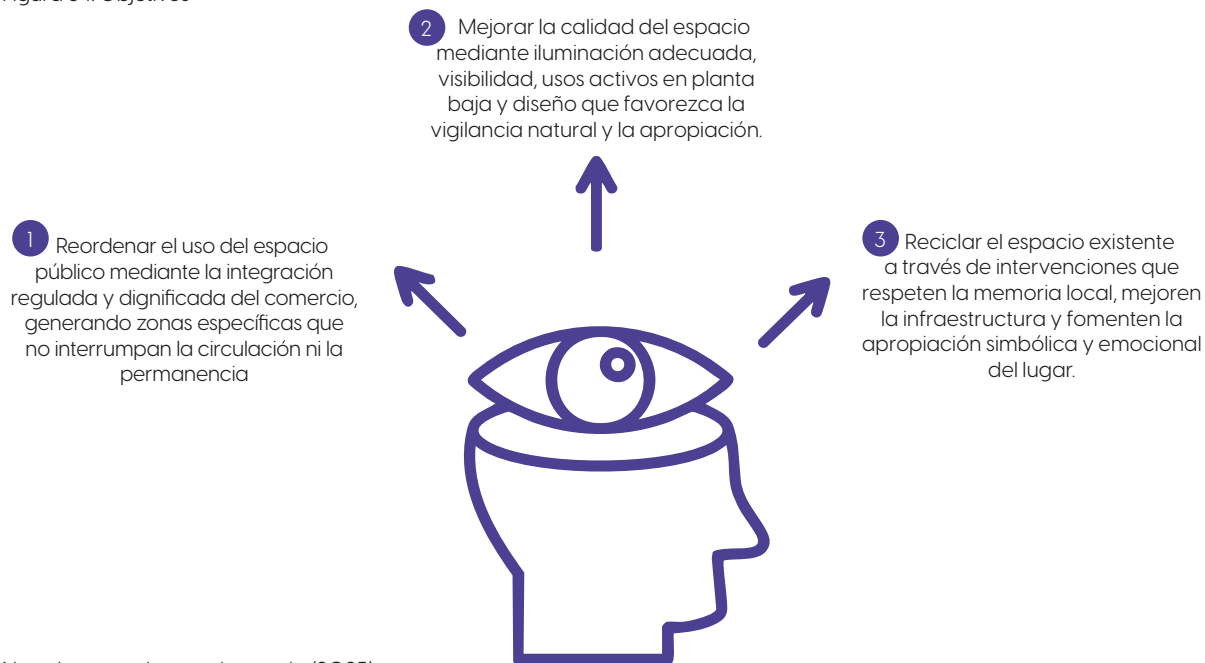 2 Mejorar la calidad del espacio
mediante iluminación adecuada,
visibilidad, usos activos en planta
baja y diseño que favorezca la
vigilancia natural y la apropiación.
1 Reordenar el uso del espacio
público mediante la integración
regulada y dignificada del comercio,
generando zonas específicas que
no interrumpan la circulación ni la
permanencia
3 Reciclar el espacio existente
a través de intervenciones que
respeten la memoria local, mejoren
la infraestructura y fomenten la
apropiación simbólica y emocional
del lugar.